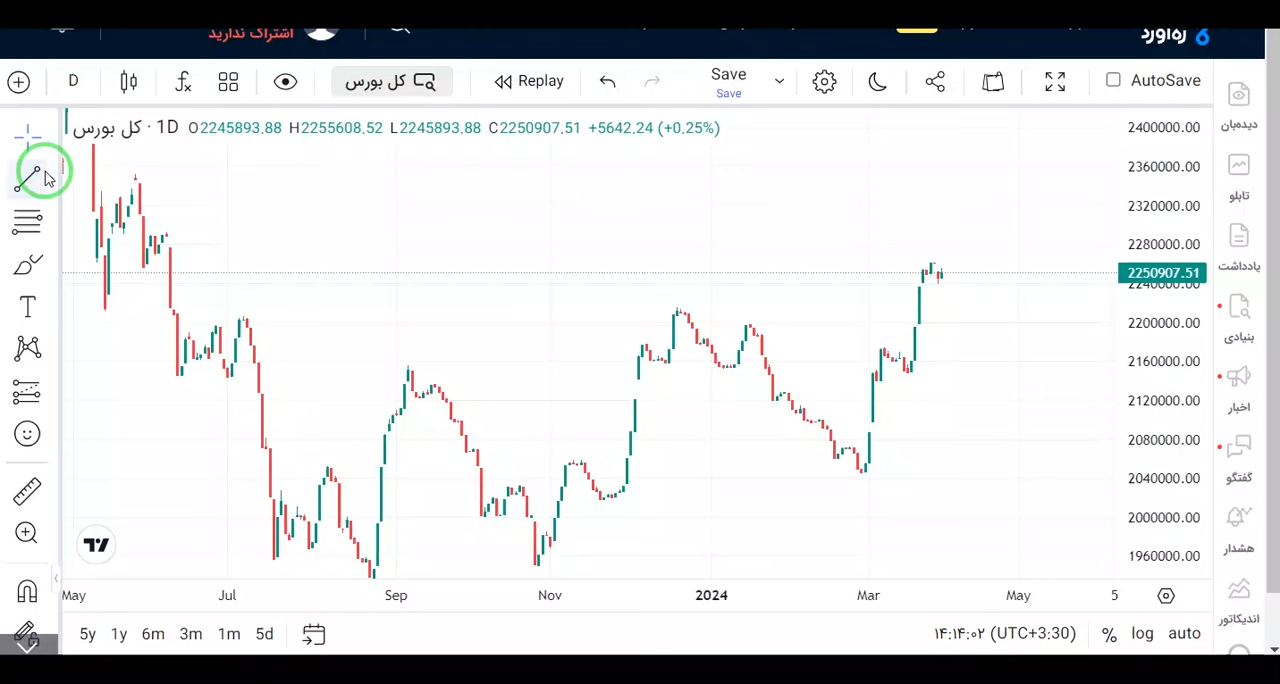 اشتراک ندارید
ره‌آورد
D
کل بورس
Replay
Save
Save
AutoSave
کل بورس · 1D O2245893.88 H2255608.52 L2245893.88 C2250907.51 +5642.24 (+0.25%)
2400000.00
2360000.00
2320000.00
2280000.00
2250907.51
2240000.00
2200000.00
2160000.00
2120000.00
2080000.00
2040000.00
2000000.00
1960000.00
دیده‌بان
تابلو
یادداشت
بنیادی
اخبار
گفتگو
هشدار
اندیکاتور
May Jul Sep Nov 2024 Mar May 5
5y 1y 6m 3m 1m 5d
۱۴:۱۴:۰۲ (UTC+3:30) % log auto